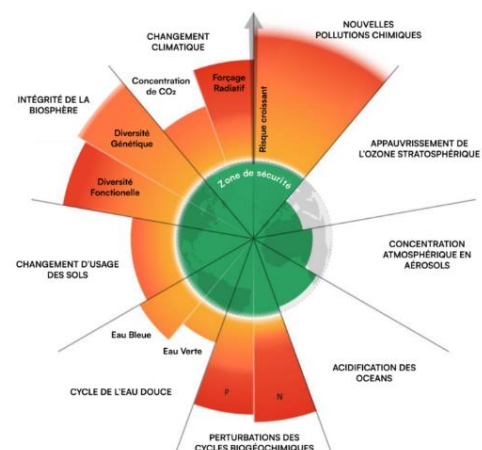 NOUVELLES
POLLUTIONS CHIMIQUES
CHANGEMENT
CLIMATIQUE
Concentration
de CO₂
Forçage
Radiatif
Risque croissant
INTÉGRITÉ DE LA
BIOSPHÈRE
Diversité
Génétique
Diversité
Fonctionelle
APPAUVRISSEMENT DE
L'OZONE STRATOSPHÉRIQUE
Zone de sécurité
CONCENTRATION
ATMOSPHÉRIQUE EN
AÉROSOLS
CHANGEMENT D'USAGE
DES SOLS
Eau Bleue
Eau Verte
ACIDIFICATION DES
OCEANS
CYCLE DE L'EAU DOUCE
P
N
PERTURBATIONS DES
CYCLES BIOGÉOCHIMIQUES